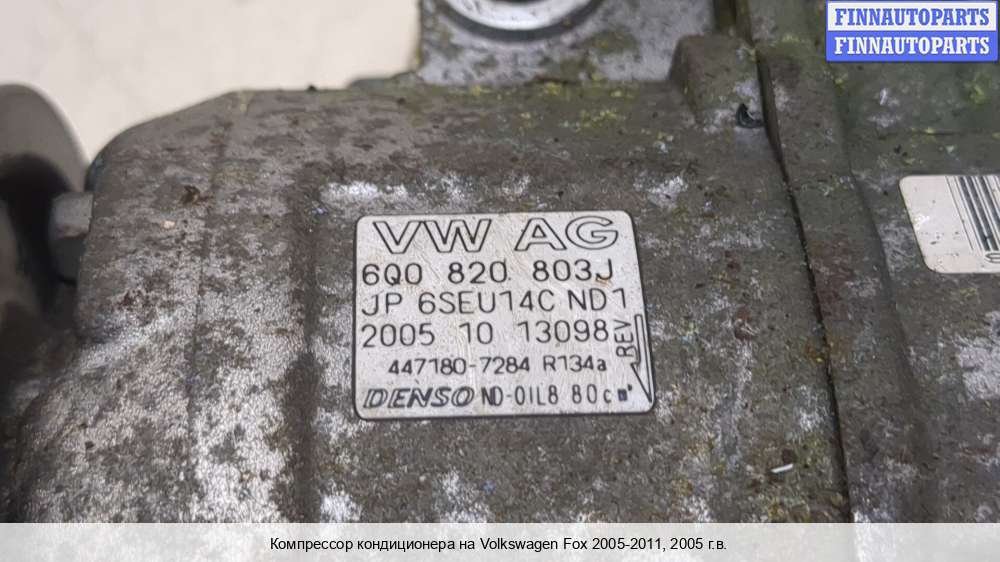 FINNAUTOPARTS
FINNAUTOPARTS
VW AG
6Q0 820 803J
JP 6SEU14C ND1
2005 10 13098
REV
447180-7284 R134a
DENSO ND-OIL8 80cm³
Компрессор кондиционера на Volkswagen Fox 2005-2011, 2005 г.в.